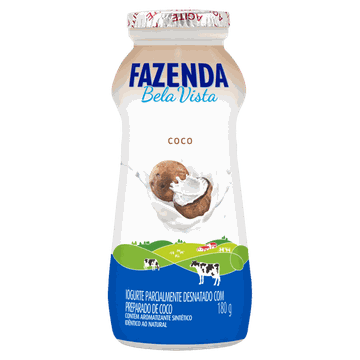 FAZENDA
Bela Vista
COCO
IOGURTE PARCIALMENTE DESNATADO COM
PREPARADO DE COCO
180 g
CONTÉM AROMATIZANTE SINTÉTICO
IDÊNTICO AO NATURAL